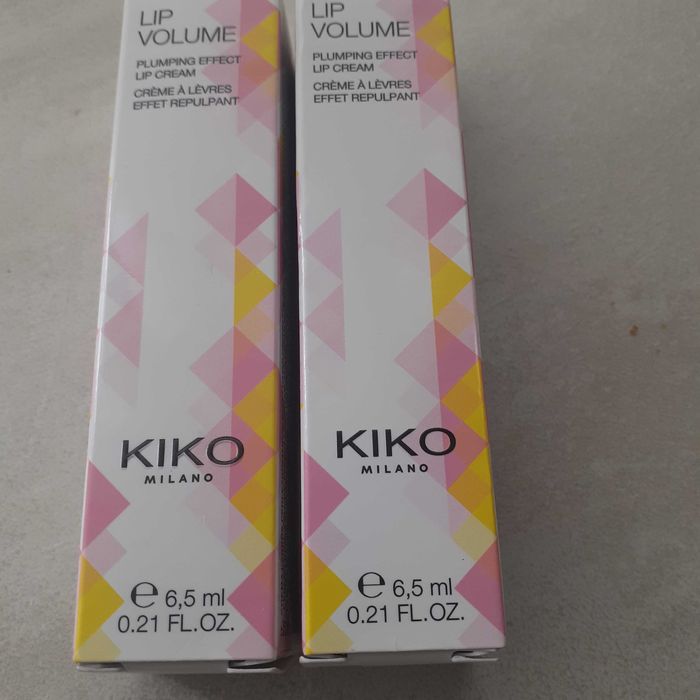 LIP
VOLUME
PLUMPING EFFECT
LIP CREAM
CRÈME À LÈVRES
EFFET REPULPANT
KIKO
MILANO
e 6,5 ml
0.21 FL.OZ.
LIP
VOLUME
PLUMPING EFFECT
LIP CREAM
CRÈME À LÈVRES
EFFET REPULPANT
KIKO
MILANO
e 6,5 ml
0.21 FL.OZ.